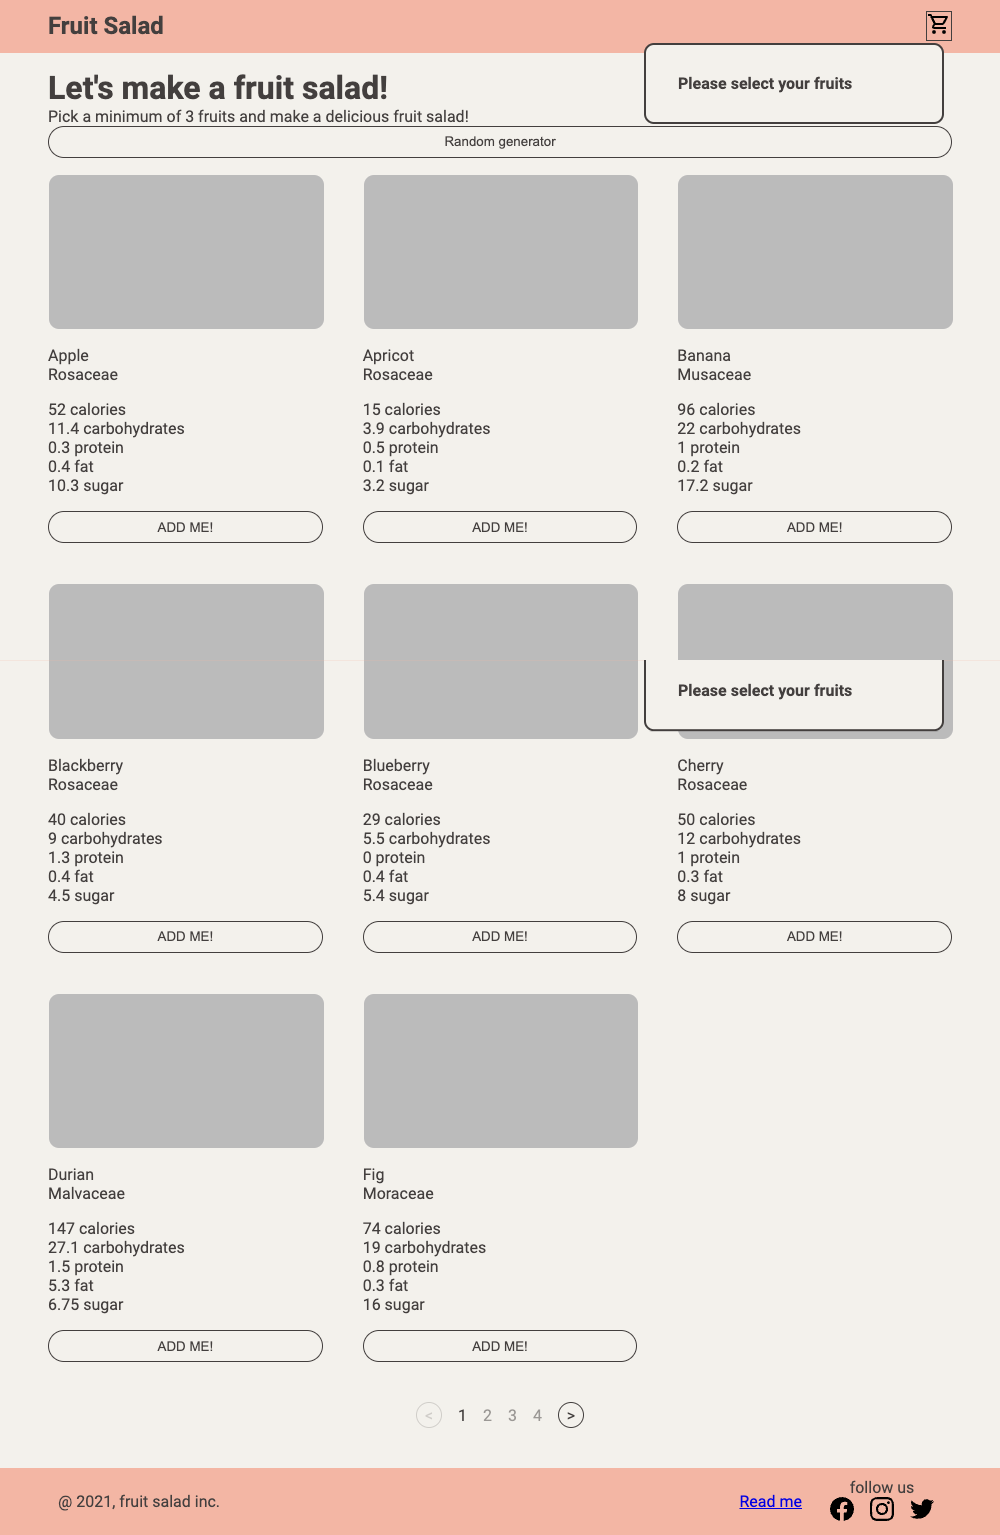 Fruit Salad
Please select your fruits
Let's make a fruit salad!
Pick a minimum of 3 fruits and make a delicious fruit salad!
Random generator
Apple
Rosaceae
52 calories
11.4 carbohydrates
0.3 protein
0.4 fat
10.3 sugar
ADD ME!
Apricot
Rosaceae
15 calories
3.9 carbohydrates
0.5 protein
0.1 fat
3.2 sugar
ADD ME!
Banana
Musaceae
96 calories
22 carbohydrates
1 protein
0.2 fat
17.2 sugar
ADD ME!
Please select your fruits
Blackberry
Rosaceae
40 calories
9 carbohydrates
1.3 protein
0.4 fat
4.5 sugar
ADD ME!
Blueberry
Rosaceae
29 calories
5.5 carbohydrates
0 protein
0.4 fat
5.4 sugar
ADD ME!
Cherry
Rosaceae
50 calories
12 carbohydrates
1 protein
0.3 fat
8 sugar
ADD ME!
Durian
Malvaceae
147 calories
27.1 carbohydrates
1.5 protein
5.3 fat
6.75 sugar
ADD ME!
Fig
Moraceae
74 calories
19 carbohydrates
0.8 protein
0.3 fat
16 sugar
ADD ME!
< 1 2 3 4 >
@ 2021, fruit salad inc.
Read me
follow us